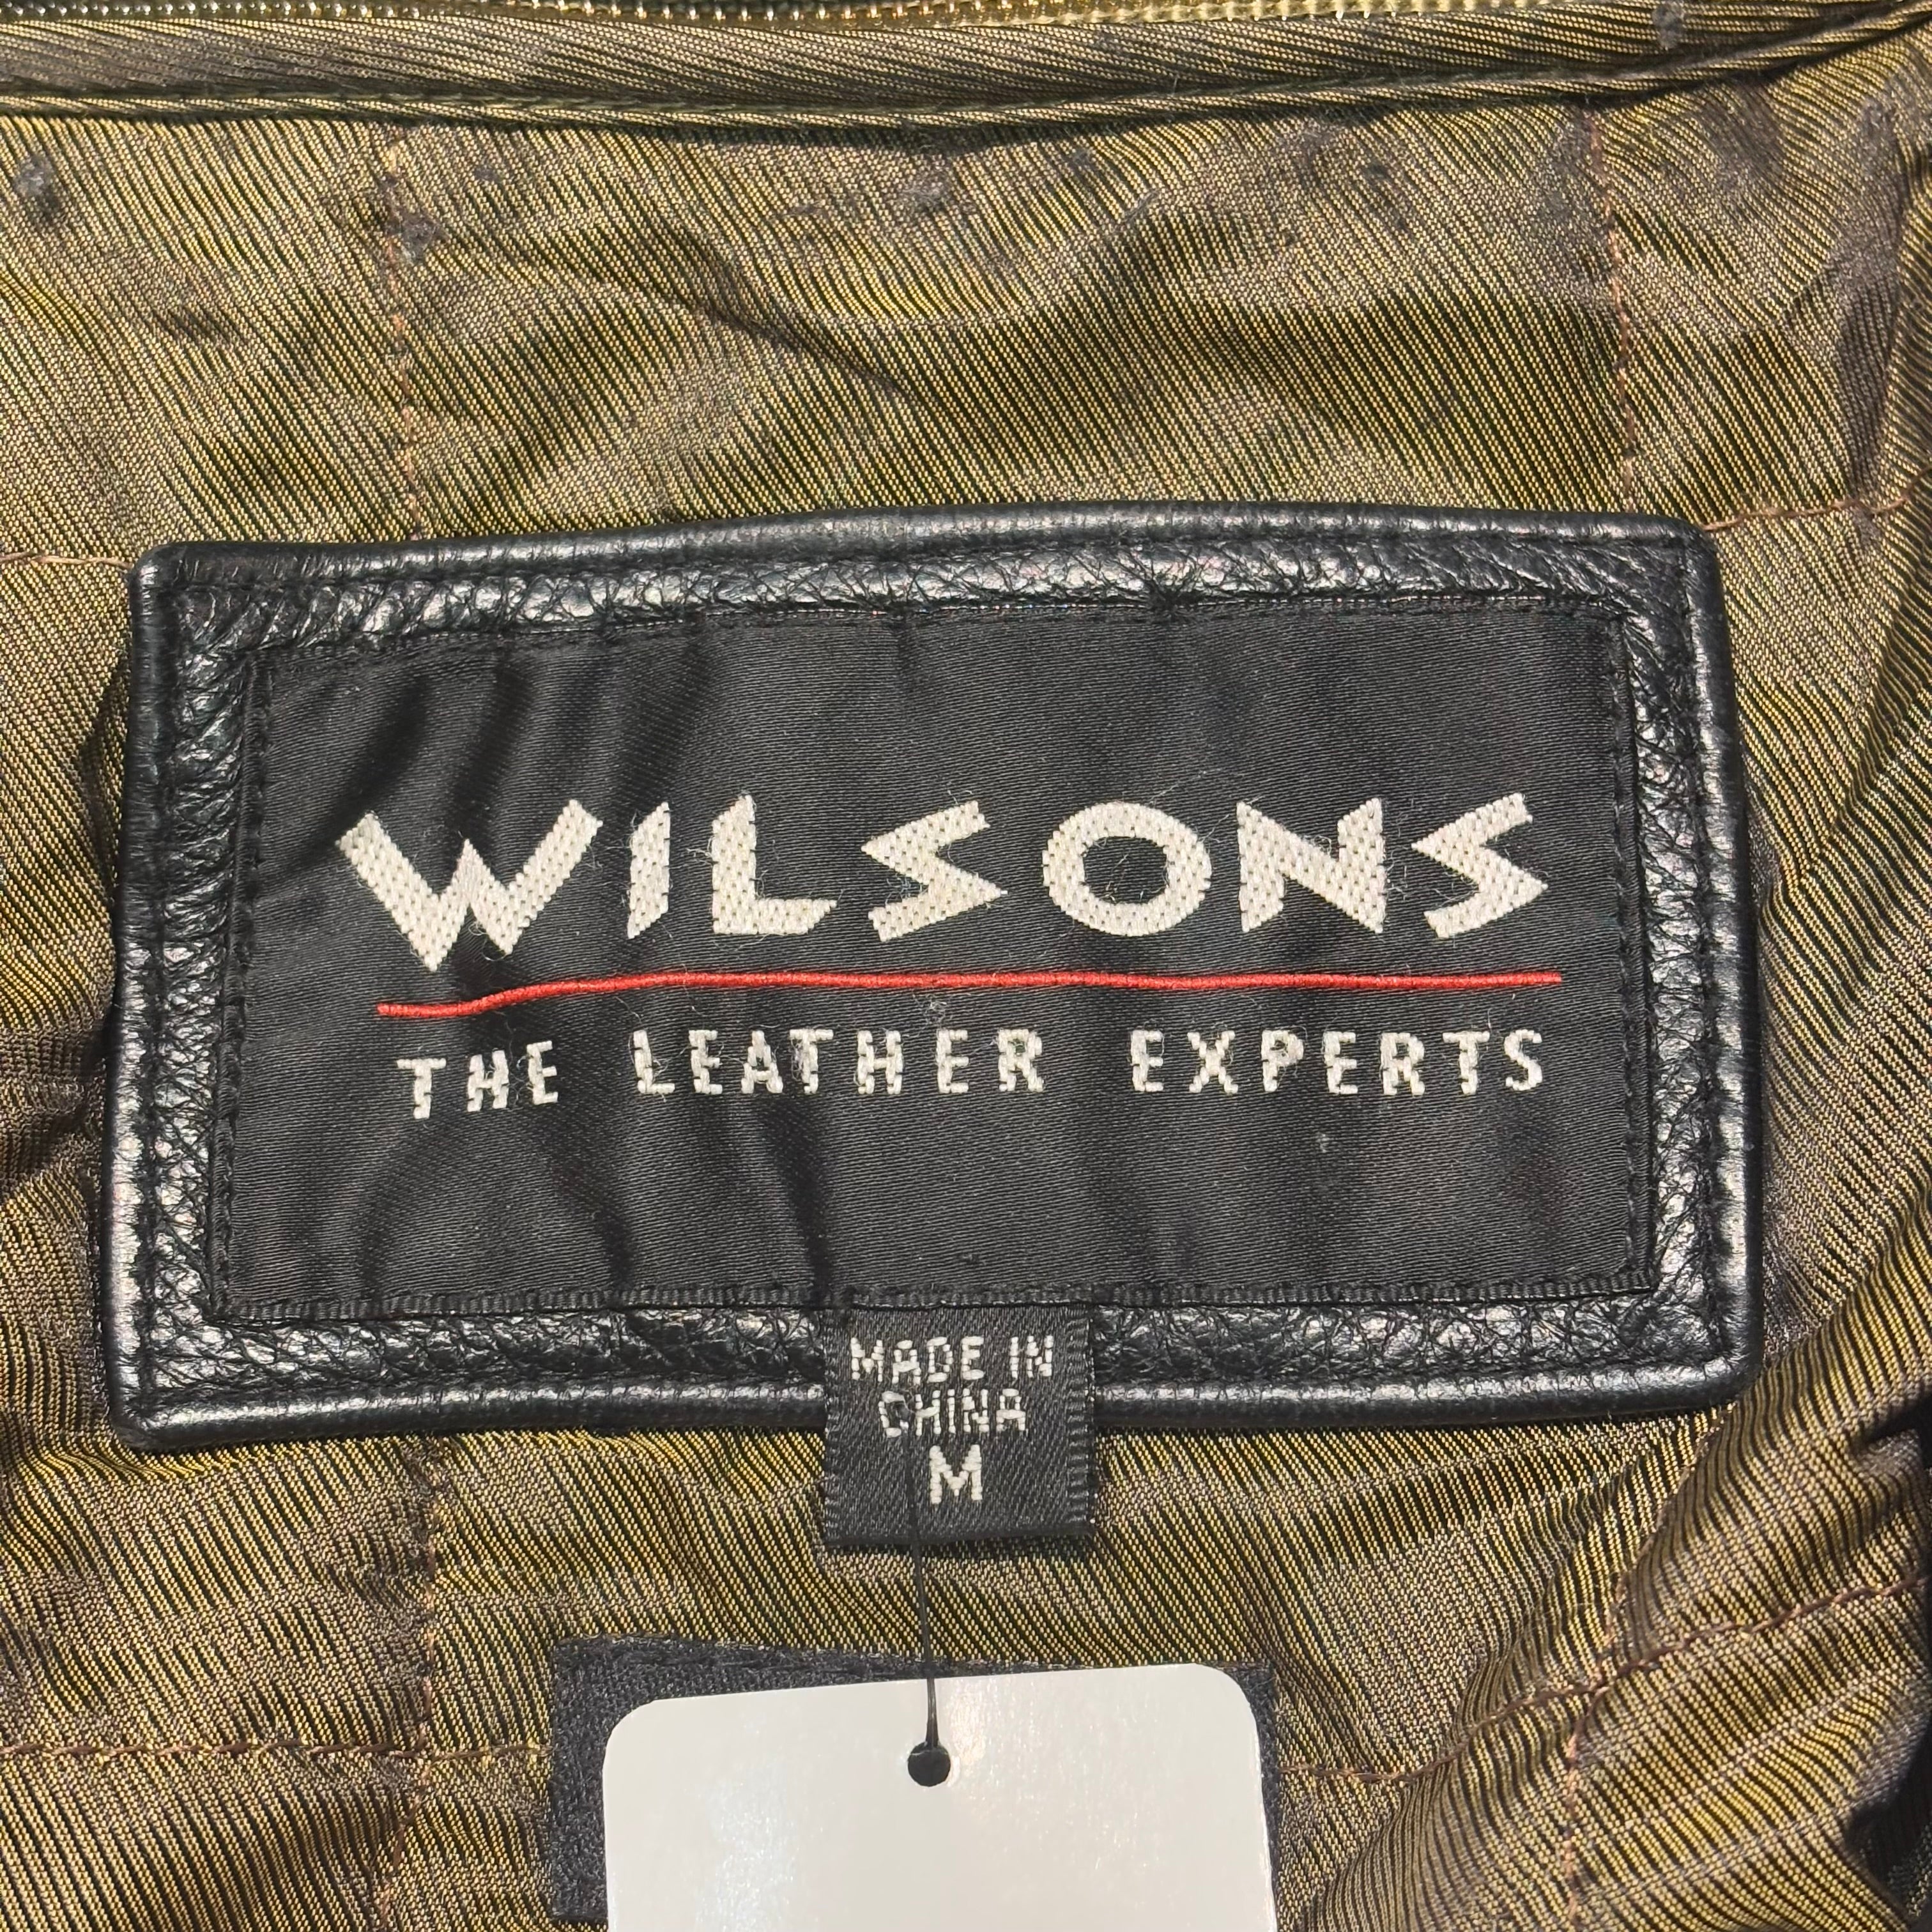 WILSONS
THE LEATHER EXPERTS
MADE IN
CHINA
M